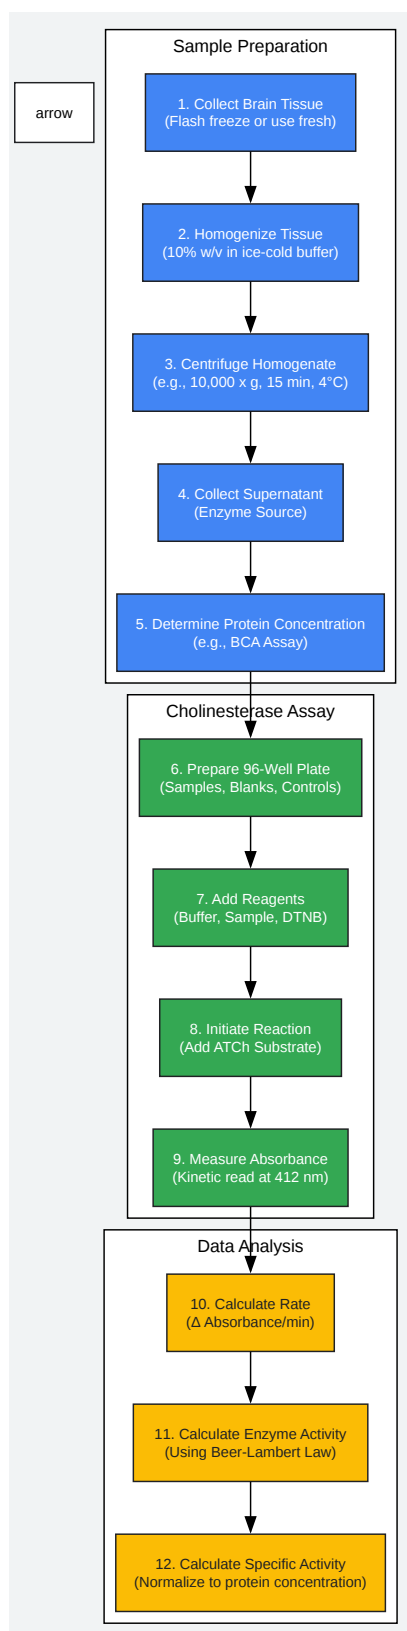 Sample Preparation
arrow
1. Collect Brain Tissue
(Flash freeze or use fresh)
2. Homogenize Tissue
(10% w/v in ice-cold buffer)
3. Centrifuge Homogenate
(e.g., 10,000 x g, 15 min, 4°C)
4. Collect Supernatant
(Enzyme Source)
5. Determine Protein Concentration
(e.g., BCA Assay)
Cholinesterase Assay
6. Prepare 96-Well Plate
(Samples, Blanks, Controls)
7. Add Reagents
(Buffer, Sample, DTNB)
8. Initiate Reaction
(Add ATCh Substrate)
9. Measure Absorbance
(Kinetic read at 412 nm)
Data Analysis
10. Calculate Rate
(Δ Absorbance/min)
11. Calculate Enzyme Activity
(Using Beer-Lambert Law)
12. Calculate Specific Activity
(Normalize to protein concentration)